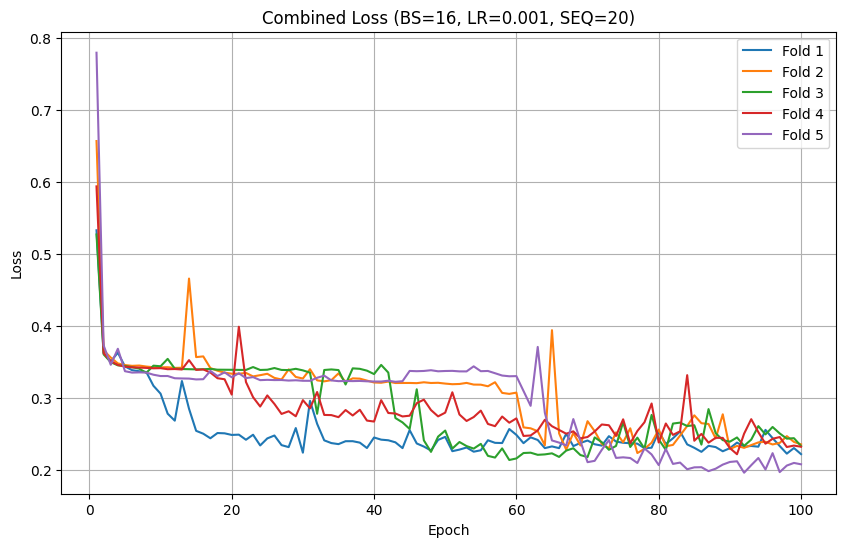 Combined Loss (BS=16, LR=0.001, SEQ=20)
Fold 1
Fold 2
Fold 3
Fold 4
Fold 5
Loss
0.8
0.7
0.6
0.5
0.4
0.3
0.2
0
20
40
60
80
100
Epoch